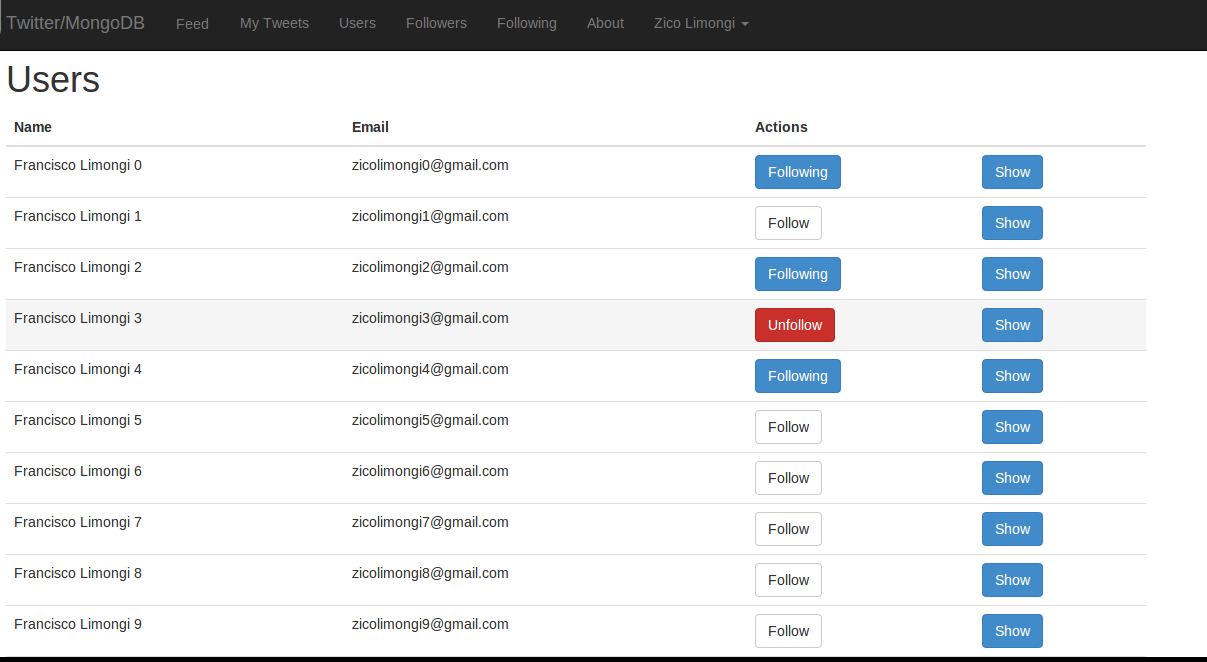 Twitter/MongoDB Feed My Tweets Users Followers Following About Zico Limongi
Users
Name Email Actions
Francisco Limongi 0 zicolimongi0@gmail.com Following Show
Francisco Limongi 1 zicolimongi1@gmail.com Follow Show
Francisco Limongi 2 zicolimongi2@gmail.com Following Show
Francisco Limongi 3 zicolimongi3@gmail.com Unfollow Show
Francisco Limongi 4 zicolimongi4@gmail.com Following Show
Francisco Limongi 5 zicolimongi5@gmail.com Follow Show
Francisco Limongi 6 zicolimongi6@gmail.com Follow Show
Francisco Limongi 7 zicolimongi7@gmail.com Follow Show
Francisco Limongi 8 zicolimongi8@gmail.com Follow Show
Francisco Limongi 9 zicolimongi9@gmail.com Follow Show